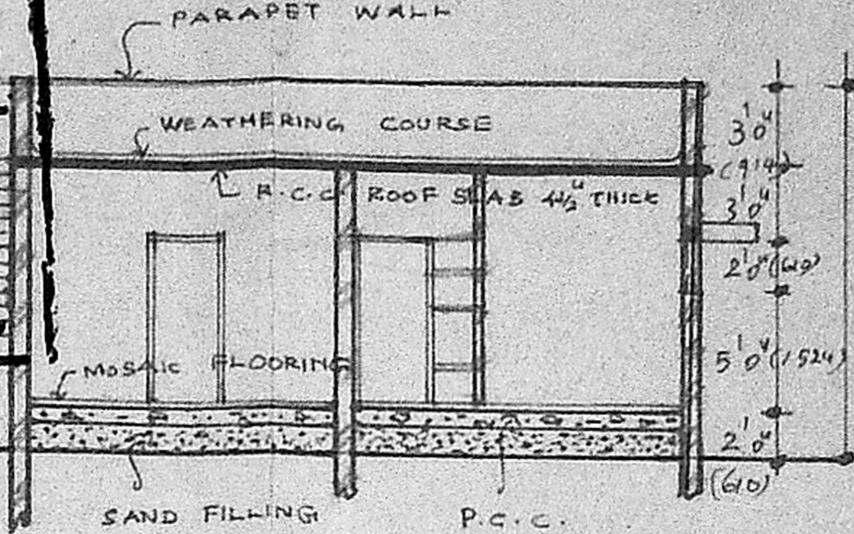 PARAPET WALL
WEATHERING COURSE
R.C.C ROOF SLAB 4½" THICK
MOSAIC FLOORING
SAND FILLING
P.C.C.
3'0"
(914)
3'0"
2'0" (610)
5'0" (1524)
2'0"
(610)